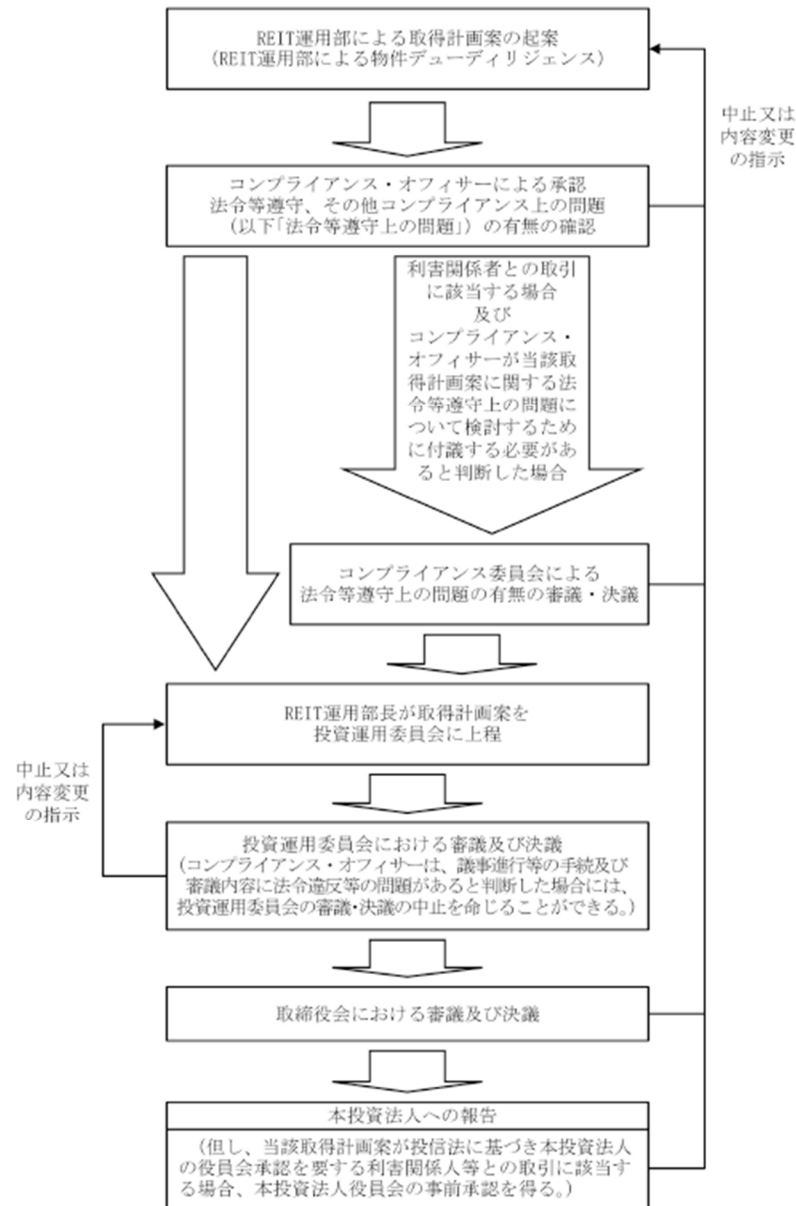 REIT運用部による取得計画案の起案
(REIT運用部による物件デューディリジェンス)
中止又は
内容変更
の指示
コンプライアンス・オフィサーによる承認
法令等遵守、その他コンプライアンス上の問題
(以下「法令等遵守上の問題」)の有無の確認
利害関係者との取引
に該当する場合
及び
コンプライアンス・
オフィサーが当該取
得計画案に関する法
令等遵守上の問題に
ついて検討するため
に付議する必要があ
ると判断した場合
コンプライアンス委員会による
法令等遵守上の問題の有無の審議・決議
REIT運用部長が取得計画案を
投資運用委員会に上程
中止又は
内容変更
の指示
投資運用委員会における審議及び決議
(コンプライアンス・オフィサーは、議事進行等の手続及び
審議内容に法令違反等の問題があると判断した場合には、
投資運用委員会の審議・決議の中止を命じることができる。)
取締役会における審議及び決議
本投資法人への報告
(但し、当該取得計画案が投信法に基づき本投資法人
の役員会承認を要する利害関係人等との取引に該当す
る場合、本投資法人役員会の事前承認を得る。)